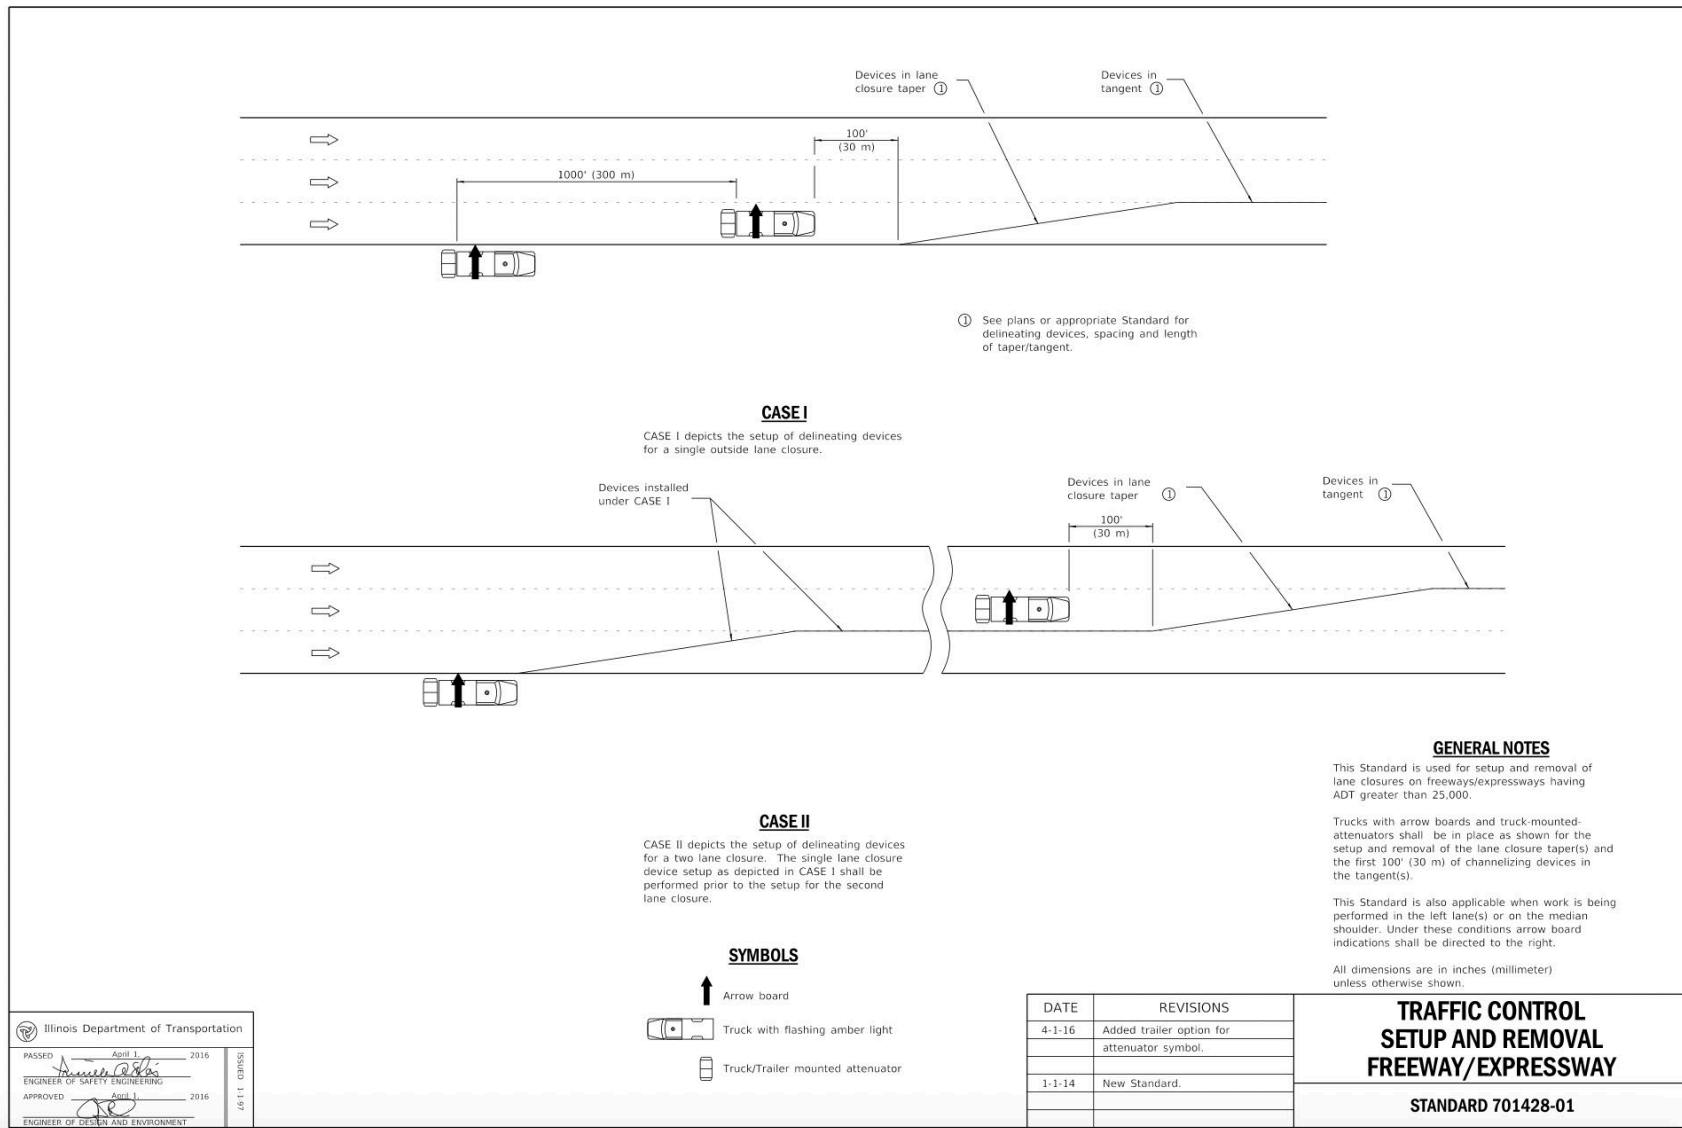 Devices in lane
closure taper ①
Devices in
tangent ①
100'
(30 m)
1000' (300 m)
① See plans or appropriate Standard for
delineating devices, spacing and length
of taper/tangent.
CASE I
CASE I depicts the setup of delineating devices
for a single outside lane closure.
Devices installed
under CASE I
Devices in lane
closure taper ①
Devices in
tangent ①
100'
(30 m)
CASE II
CASE II depicts the setup of delineating devices
for a two lane closure. The single lane closure
device setup as depicted in CASE I shall be
performed prior to the setup for the second
lane closure.
SYMBOLS
Arrow board
Truck with flashing amber light
Truck/Trailer mounted attenuator
GENERAL NOTES
This Standard is used for setup and removal of
lane closures on freeways/expressways having
ADT greater than 25,000.
Trucks with arrow boards and truck-mounted-
attenuators shall be in place as shown for the
setup and removal of the lane closure taper(s) and
the first 100' (30 m) of channelizing devices in
the tangent(s).
This Standard is also applicable when work is being
performed in the left lane(s) or on the median
shoulder. Under these conditions arrow board
indications shall be directed to the right.
All dimensions are in inches (millimeter)
unless otherwise shown.
Illinois Department of Transportation
PASSED April 1, 2016
ENGINEER OF SAFETY ENGINEERING
APPROVED April 1, 2016
ENGINEER OF DESIGN AND ENVIRONMENT
ISSUED 1-1-97
DATE REVISIONS
4-1-16 Added trailer option for
attenuator symbol.
1-1-14 New Standard.
TRAFFIC CONTROL
SETUP AND REMOVAL
FREEWAY/EXPRESSWAY
STANDARD 701428-01